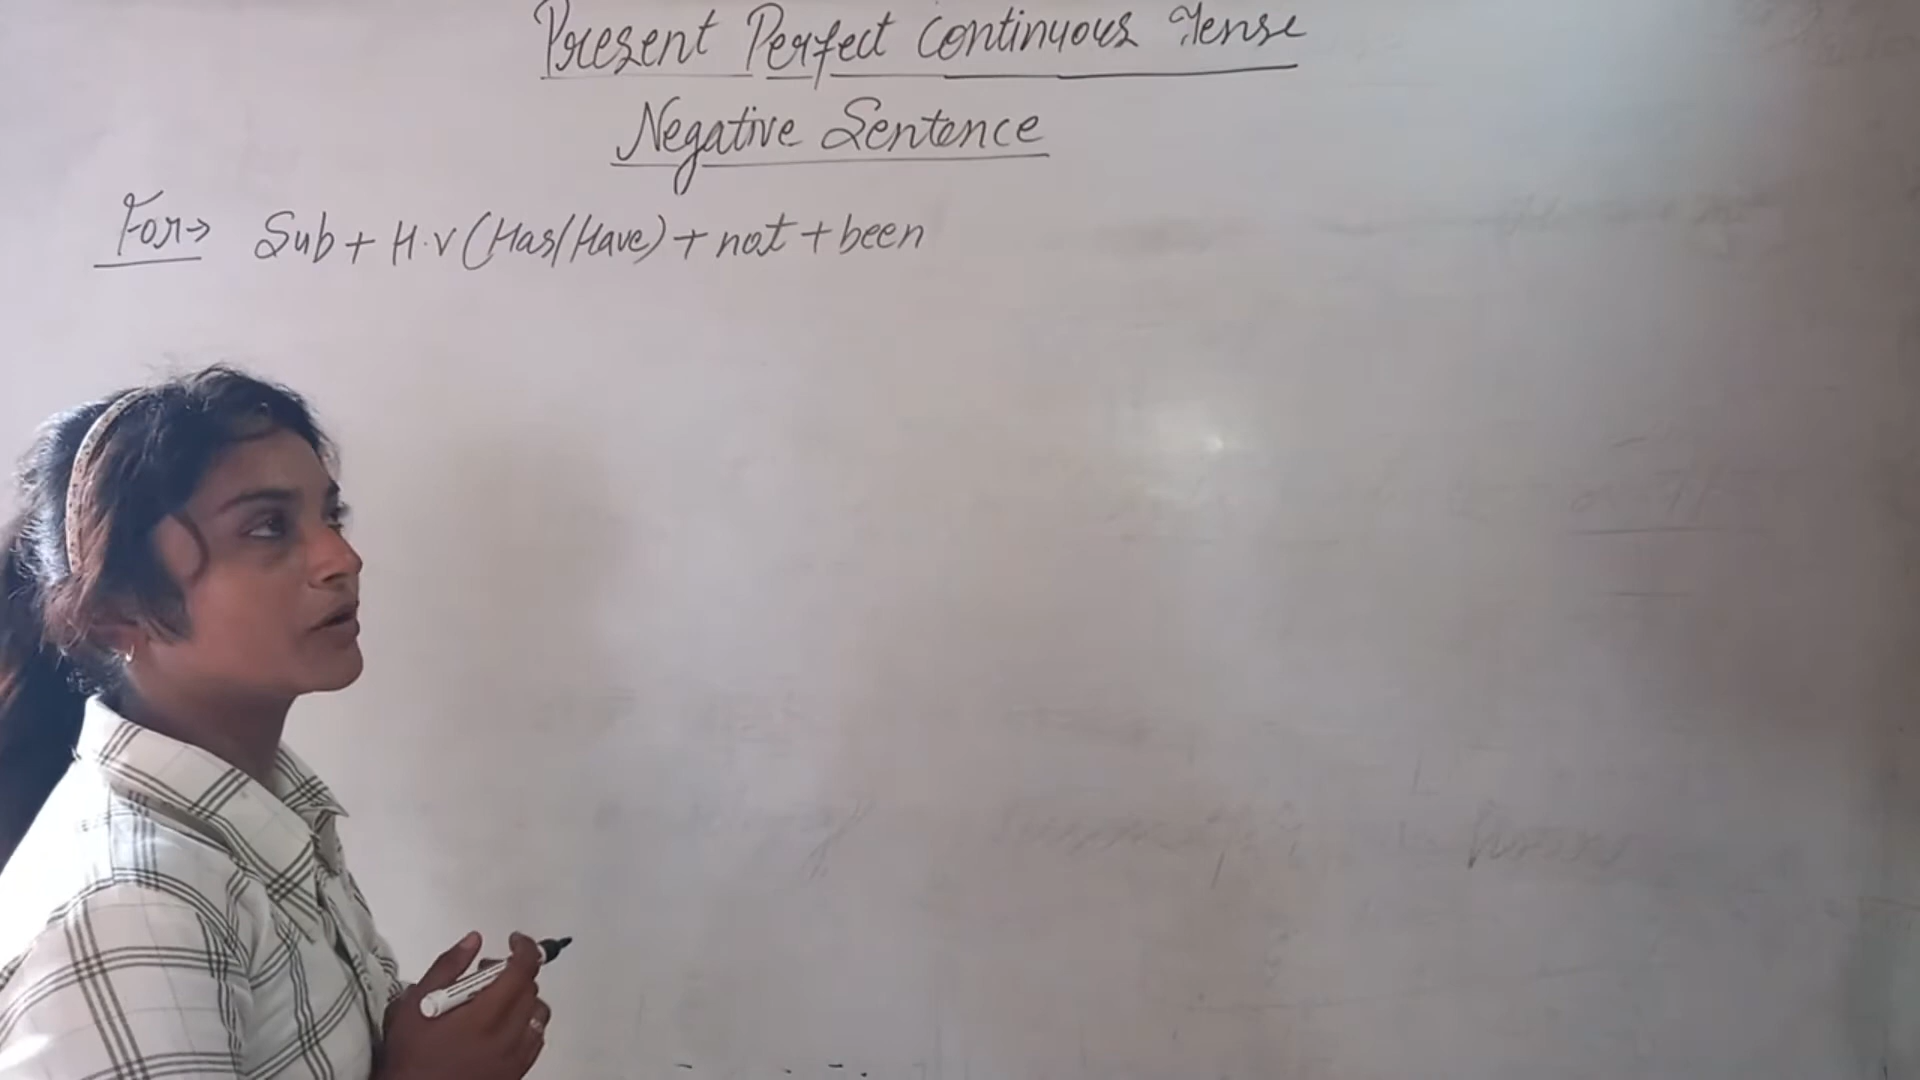 Present Perfect Continuous Tense
Negative Sentence
For→ Sub + H.V (Has/Have) + not + been